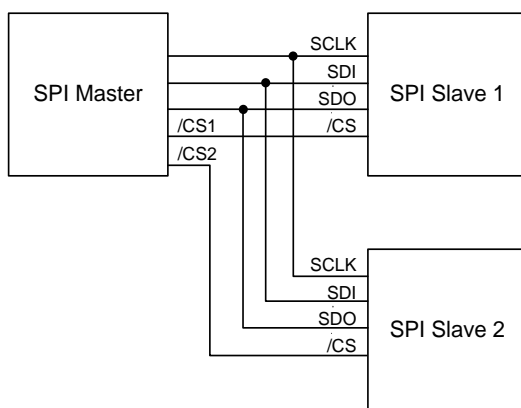 SPI Master
/CS1
/CS2
SCLK
SDI
SDO
/CS
SPI Slave 1
SCLK
SDI
SDO
/CS
SPI Slave 2